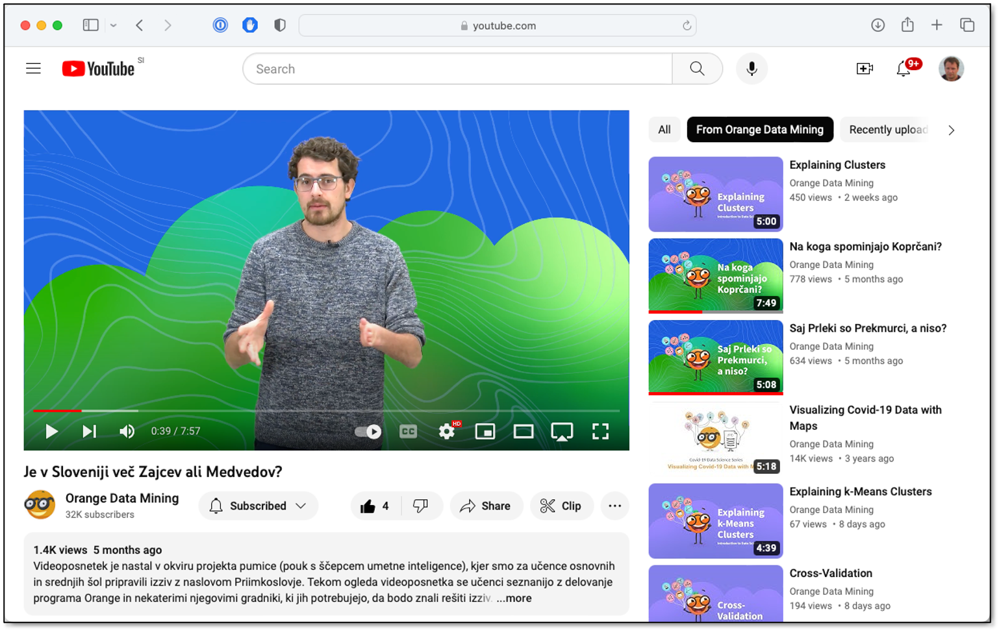 youtube.com
YouTube SI
Search
9+
All
From Orange Data Mining
Recently upload
Explaining
Clusters
5:00
Explaining Clusters
Orange Data Mining
450 views • 2 weeks ago
Na koga
spominjajo
Koprčani?
7:49
Na koga spominjajo Koprčani?
Orange Data Mining
778 views • 5 months ago
Saj Prleki so
Prekmurci,
a niso?
5:08
Saj Prleki so Prekmurci, a niso?
Orange Data Mining
634 views • 5 months ago
Covid-19 Data Science Series
Visualizing Covid-19 Data with
5:18
Visualizing Covid-19 Data with
Maps
Orange Data Mining
14K views • 3 years ago
Explaining
k-Means
Clusters
4:39
Explaining k-Means Clusters
Orange Data Mining
67 views • 8 days ago
Cross-
Validation
Cross-Validation
Orange Data Mining
194 views • 8 days ago
0:39 / 7:57
CC
HD
Je v Sloveniji več Zajcev ali Medvedov?
Orange Data Mining
32K subscribers
Subscribed
4
Share
Clip
1.4K views 5 months ago
Videoposnetek je nastal v okviru projekta pumice (pouk s ščepcem umetne inteligence), kjer smo za učence osnovnih
in srednjih šol pripravili izziv z naslovom Priimkoslovje. Tekom ogleda videoposnetka se učenci seznanijo z delovanje
programa Orange in nekaterimi njegovimi gradniki, ki jih potrebujejo, da bodo znali rešiti izziv. ...more